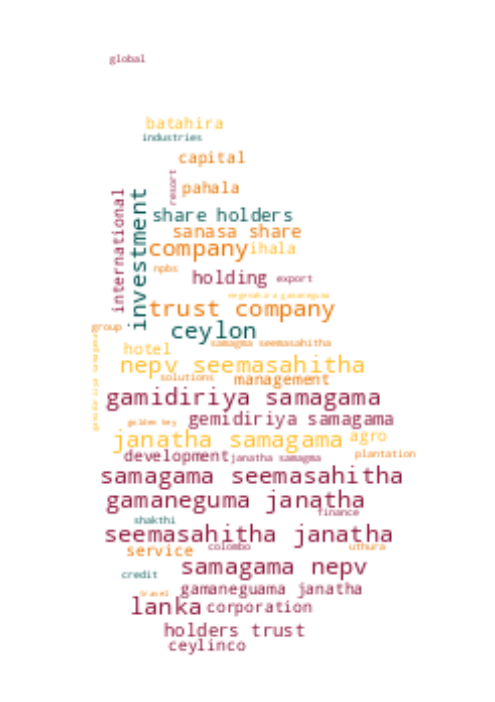 global
batahira
industries
capital
resort
pahala
international
investment
share holders
sanasa share
company
ihala
npbs
holding
export
trust company
group
ceylon
samagma seemasahitha
hotel
nepv seemasahitha
solutions
management
gamidiriya samagama
golden key
gemidiriya samagama
janatha samagama
agro
development
janatha samagma
plantation
samagama seemasahitha
gamaneguma janatha
finance
shakthi
seemasahitha janatha
service
colombo
uthura
samagama nepv
credit
gamaneguama janatha
travel
lanka
corporation
holders trust
ceylinco